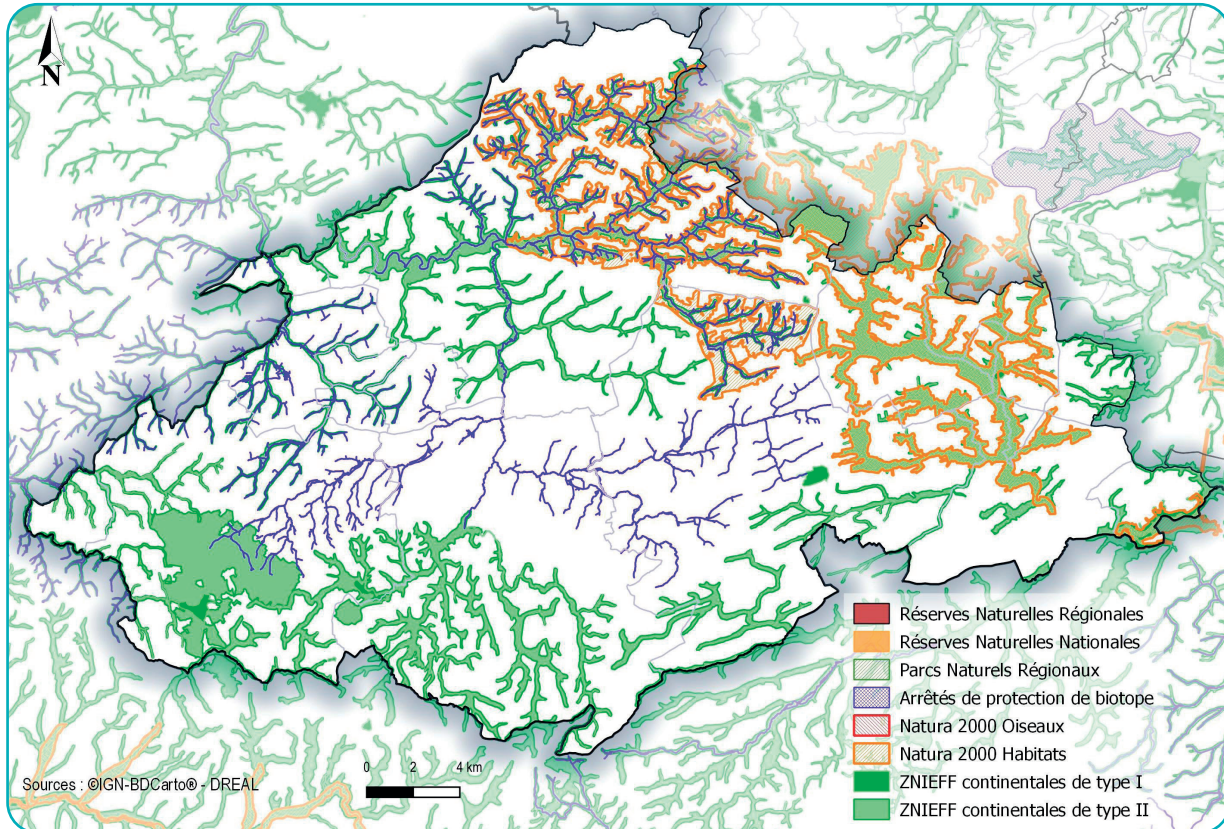 N
Réserves Naturelles Régionales
Réserves Naturelles Nationales
Parcs Naturels Régionaux
Arrêtés de protection de biotope
Natura 2000 Oiseaux
Natura 2000 Habitats
ZNIEFF continentales de type I
ZNIEFF continentales de type II
Sources : ©IGN-BDCarto® - DREAL
0 2 4 km